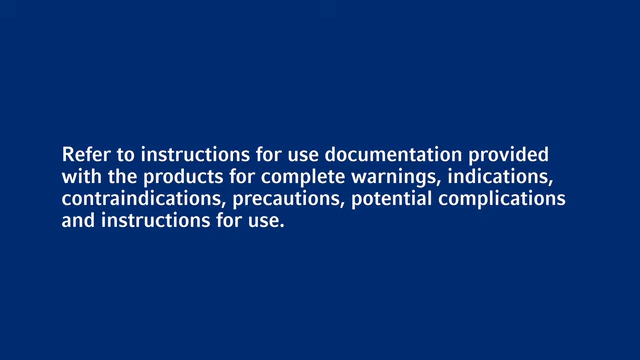 Refer to instructions for use documentation provided
with the products for complete warnings, indications,
contraindications, precautions, potential complications
and instructions for use.